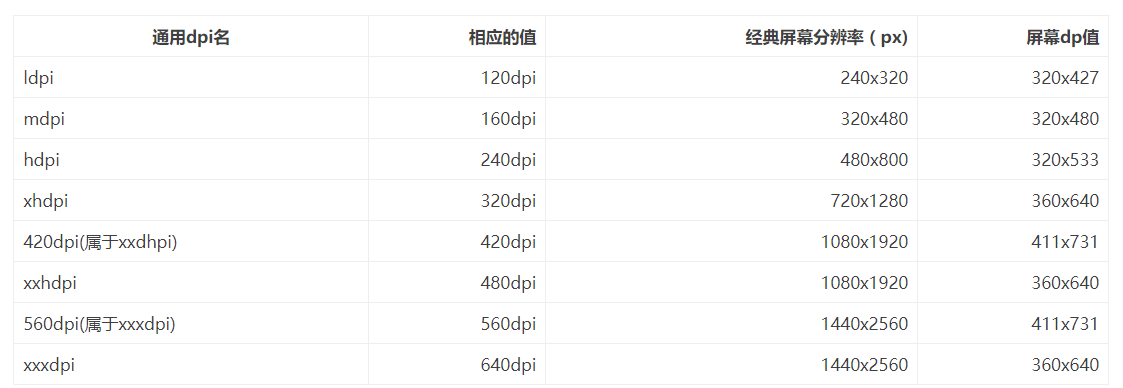 通用dpi名 相应的值 经典屏幕分辨率（px) 屏幕dp值
ldpi 120dpi 240x320 320x427
mdpi 160dpi 320x480 320x480
hdpi 240dpi 480x800 320x533
xhdpi 320dpi 720x1280 360x640
420dpi(属于xxdhpi) 420dpi 1080x1920 411x731
xxhdpi 480dpi 1080x1920 360x640
560dpi(属于xxxdpi) 560dpi 1440x2560 411x731
xxxdpi 640dpi 1440x2560 360x640